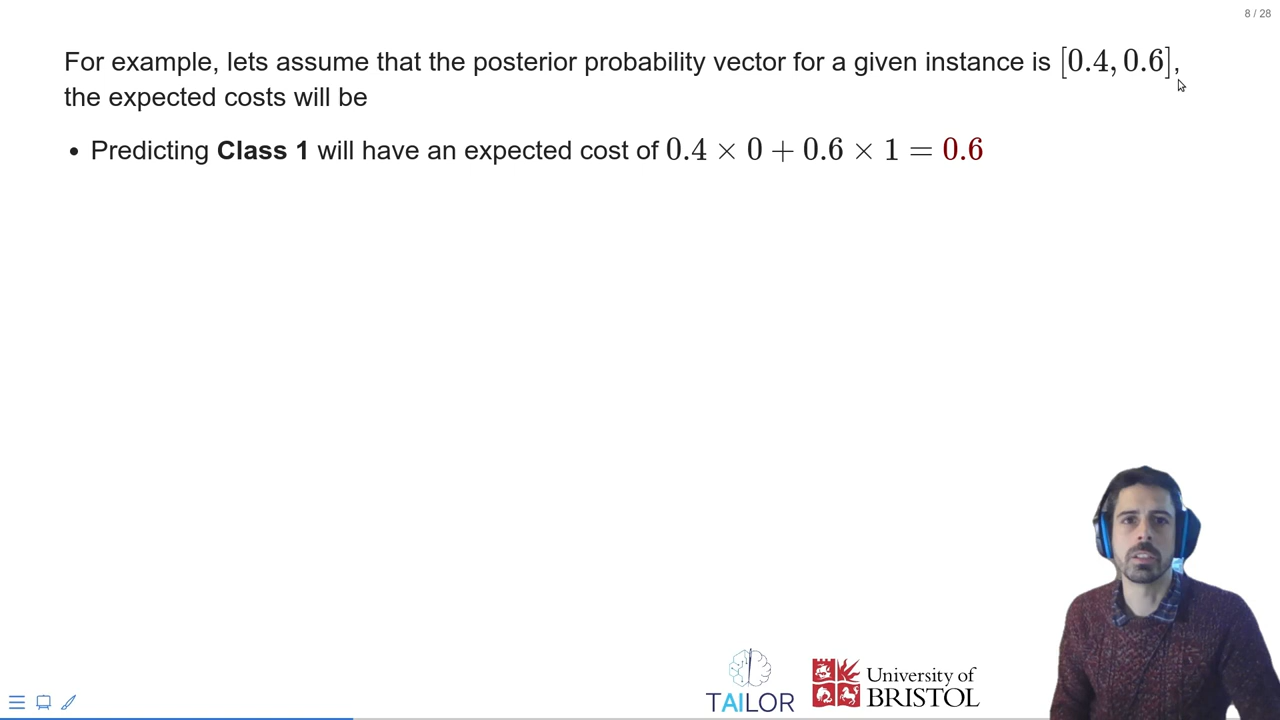 8 / 28
For example, lets assume that the posterior probability vector for a given instance is [0.4, 0.6],
the expected costs will be
• Predicting Class 1 will have an expected cost of 0.4 × 0 + 0.6 × 1 = 0.6
TAILOR
University of
BRISTOL